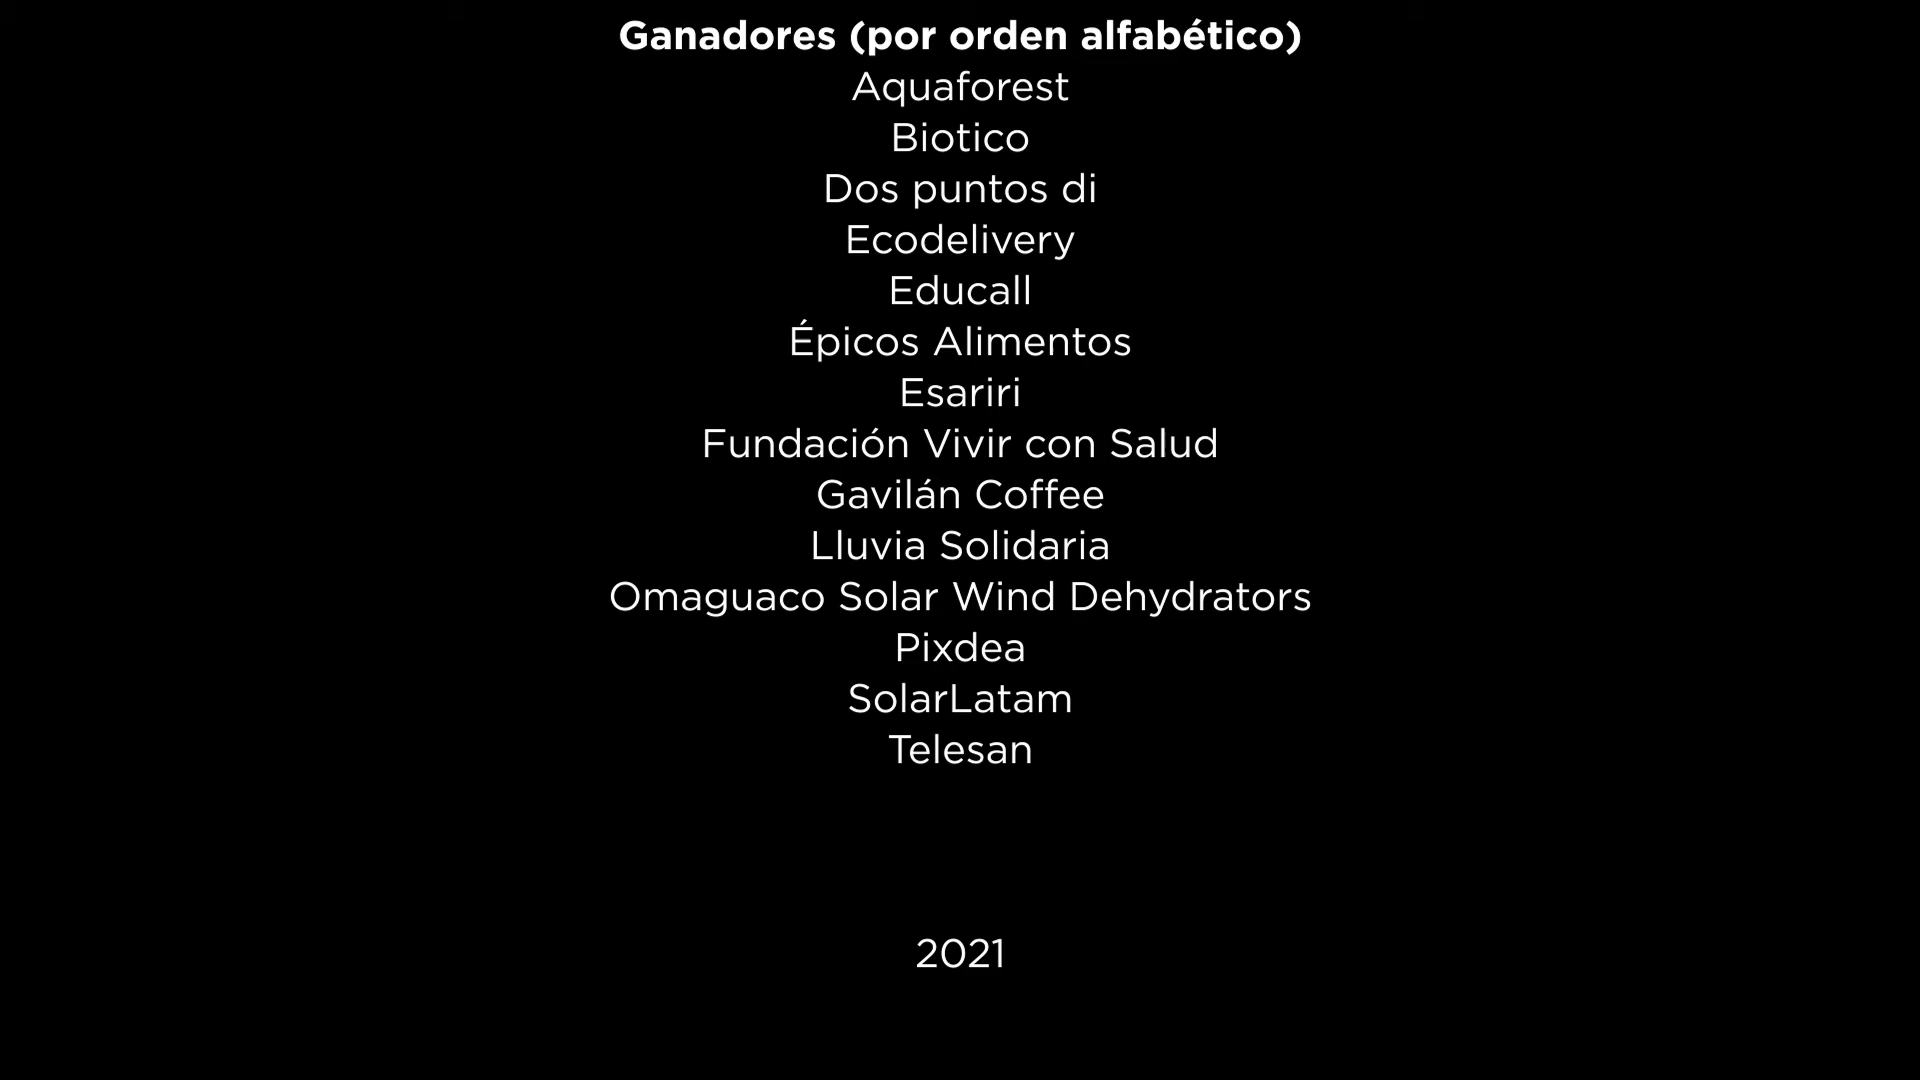 Ganadores (por orden alfabético)
Aquaforest
Biotico
Dos puntos di
Ecodelivery
Educall
Épicos Alimentos
Esariri
Fundación Vivir con Salud
Gavilán Coffee
Lluvia Solidaria
Omaguaco Solar Wind Dehydrators
Pixdea
SolarLatam
Telesan
2021